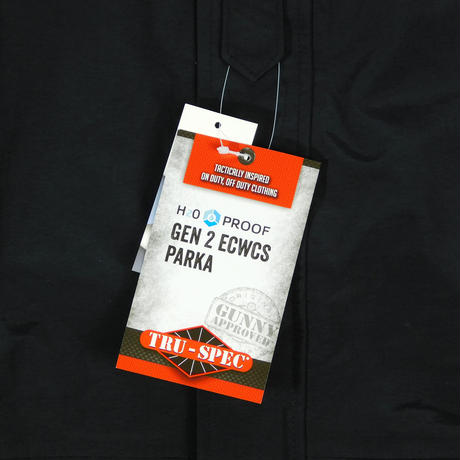 TACTICALLY INSPIRED
ON DUTY, OFF DUTY CLOTHING
H2O PROOF
GEN 2 ECWCS
PARKA
GUNNY
APPROVED
TRU-SPEC®